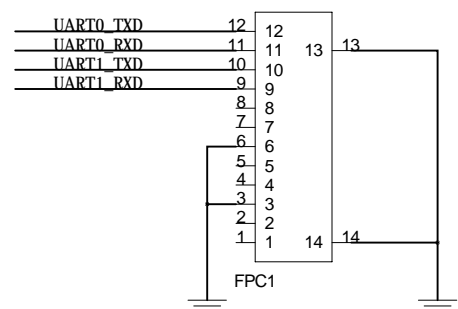 UART0_TXD 12 12
UART0_RXD 11 11 13 13
UART1_TXD 10 10
UART1_RXD 9 9
8 8
7 7
6 6
5 5
4 4
3 3
2 2
1 1 14 14
FPC1